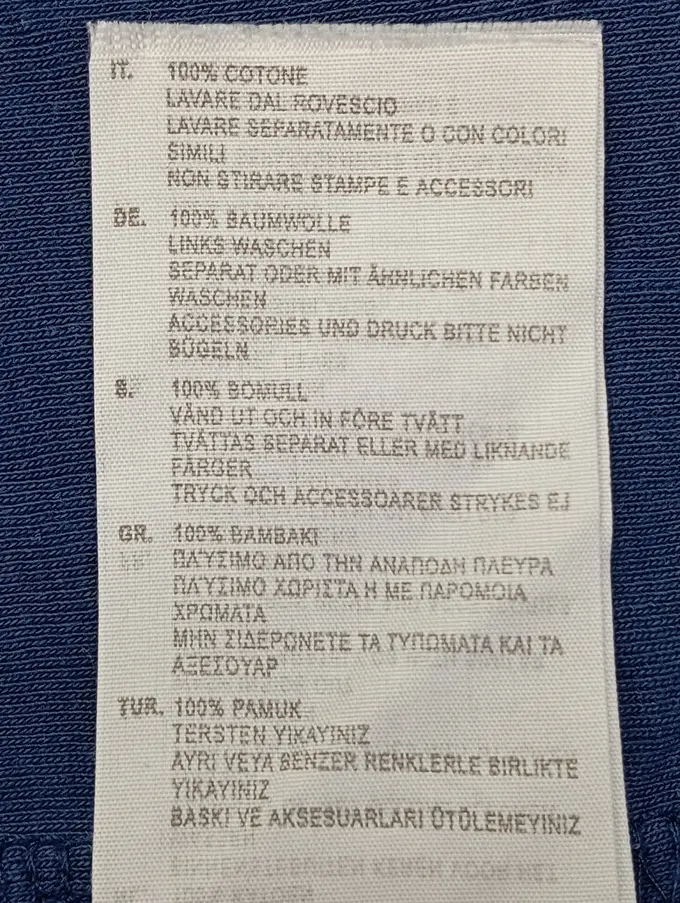 IT. 100% COTONE
LAVARE DAL ROVESCIO
LAVARE SEPARATAMENTE O CON COLORI
SIMILI
NON STIRARE STAMPE E ACCESSORI
DE. 100% BAUMWOLLE
LINKS WASCHEN
SEPARAT ODER MIT ÄHNLICHEN FARBEN
WASCHEN
ACCESSORIES UND DRUCK BITTE NICHT
BÜGELN
S. 100% BOMULL
VÄND UT OCH IN FÖRE TVÄTT
TVÄTTAS SEPARAT ELLER MED LIKNANDE
FÄRGER
TRYCK OCH ACCESSOARER STRYKES EJ
GR. 100% ΒΑΜΒΑΚΙ
ΠΛΎΣΙΜΟ ΑΠΟ ΤΗΝ ΑΝΑΠΟΔΗ ΠΛΕΥΡΑ
ΠΛΎΣΙΜΟ ΧΩΡΙΣΤΑ Η ΜΕ ΠΑΡΟΜΟΙΑ
ΧΡΩΜΑΤΑ
ΜΗΝ ΣΙΔΕΡΟΝΕΤΕ ΤΑ ΤΥΠΩΜΑΤΑ ΚΑΙ ΤΑ
ΑΞΕΣΟΥΑΡ
TUR. 100% PAMUK
TERSTEN YIKAYINIZ
AYRI VEYA BENZER RENKLERLE BIRLIKTE
YIKAYINIZ
BASKI VE AKSESUARLARI ÜTÜLEMEYINIZ